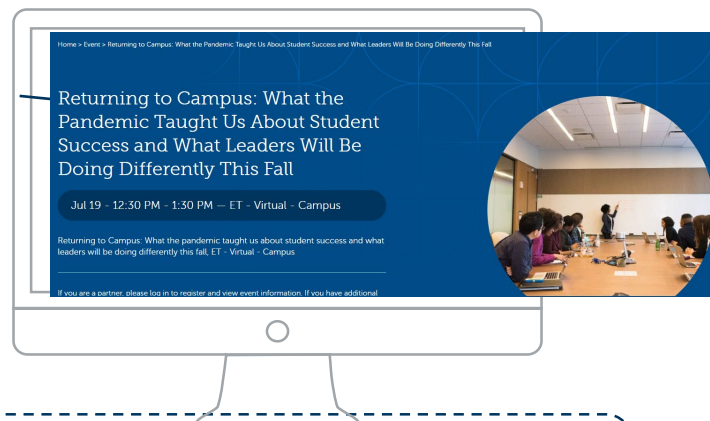 Home > Event > Returning to Campus: What the Pandemic Taught Us About Student Success and What Leaders Will Be Doing Differently This Fall
Returning to Campus: What the
Pandemic Taught Us About Student
Success and What Leaders Will Be
Doing Differently This Fall
Jul 19 - 12:30 PM - 1:30 PM — ET - Virtual - Campus
Returning to Campus: What the pandemic taught us about student success and what
leaders will be doing differently this fall, ET - Virtual - Campus
If you are a partner, please log in to register and view event information. If you have additional